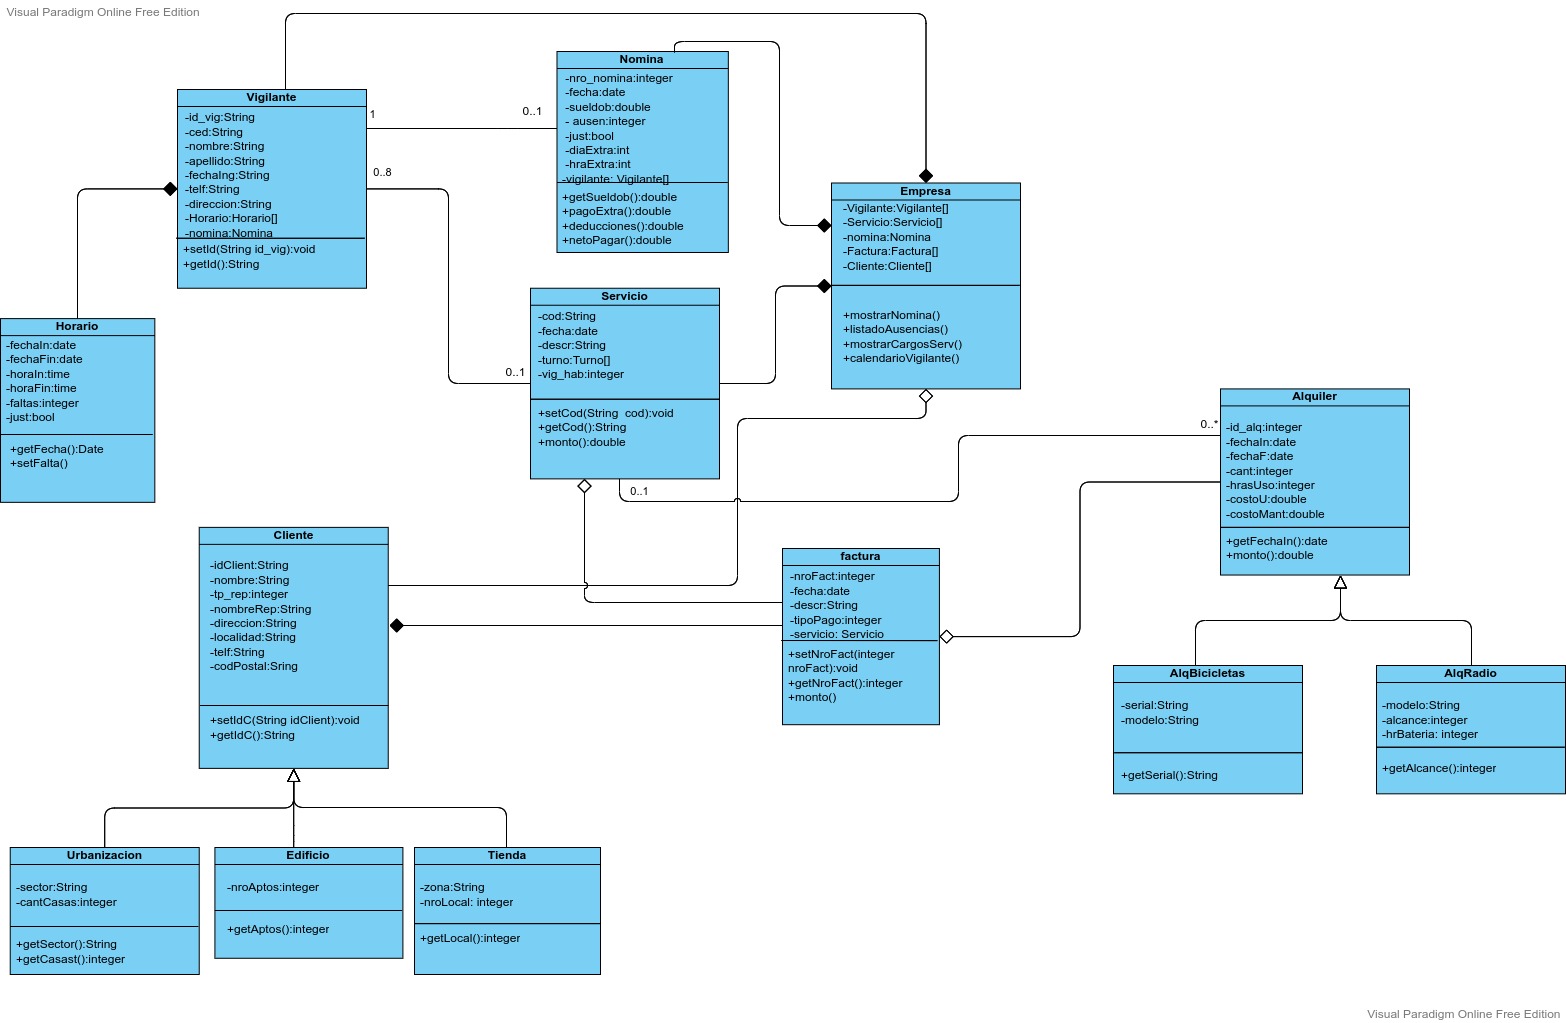 Visual Paradigm Online Free Edition
Vigilante
-id_vig:String
-ced:String
-nombre:String
-apellido:String
-fechaIng:String
-telf:String
-direccion:String
-Horario:Horario[]
-nomina:Nomina
+setId(String id_vig):void
+getId():String
1
0..1
0..8
Nomina
-nro_nomina:integer
-fecha:date
-sueldob:double
- ausen:integer
-just:bool
-diaExtra:int
-hraExtra:int
-vigilante: Vigilante[]
+getSueldob():double
+pagoExtra():double
+deducciones():double
+netoPagar():double
Empresa
-Vigilante:Vigilante[]
-Servicio:Servicio[]
-nomina:Nomina
-Factura:Factura[]
-Cliente:Cliente[]
+mostrarNomina()
+listadoAusencias()
+mostrarCargosServ()
+calendarioVigilante()
Horario
-fechaIn:date
-fechaFin:date
-horaIn:time
-horaFin:time
-faltas:integer
-just:bool
+getFecha():Date
+setFalta()
0..1
Servicio
-cod:String
-fecha:date
-descr:String
-turno:Turno[]
-vig_hab:integer
+setCod(String  cod):void
+getCod():String
+monto():double
0..1
0..*
Alquiler
-id_alq:integer
-fechaIn:date
-fechaF:date
-cant:integer
-hrasUso:integer
-costoU:double
-costoMant:double
+getFechaIn():date
+monto():double
Cliente
-idClient:String
-nombre:String
-tp_rep:integer
-nombreRep:String
-direccion:String
-localidad:String
-telf:String
-codPostal:Sring
+setIdC(String idClient):void
+getIdC():String
factura
-nroFact:integer
-fecha:date
-descr:String
-tipoPago:integer
-servicio: Servicio
+setNroFact(integer
nroFact):void
+getNroFact():integer
+monto()
AlqBicicletas
-serial:String
-modelo:String
+getSerial():String
AlqRadio
-modelo:String
-alcance:integer
-hrBateria: integer
+getAlcance():integer
Urbanizacion
-sector:String
-cantCasas:integer
+getSector():String
+getCasast():integer
Edificio
-nroAptos:integer
+getAptos():integer
Tienda
-zona:String
-nroLocal: integer
+getLocal():integer
Visual Paradigm Online Free Edition